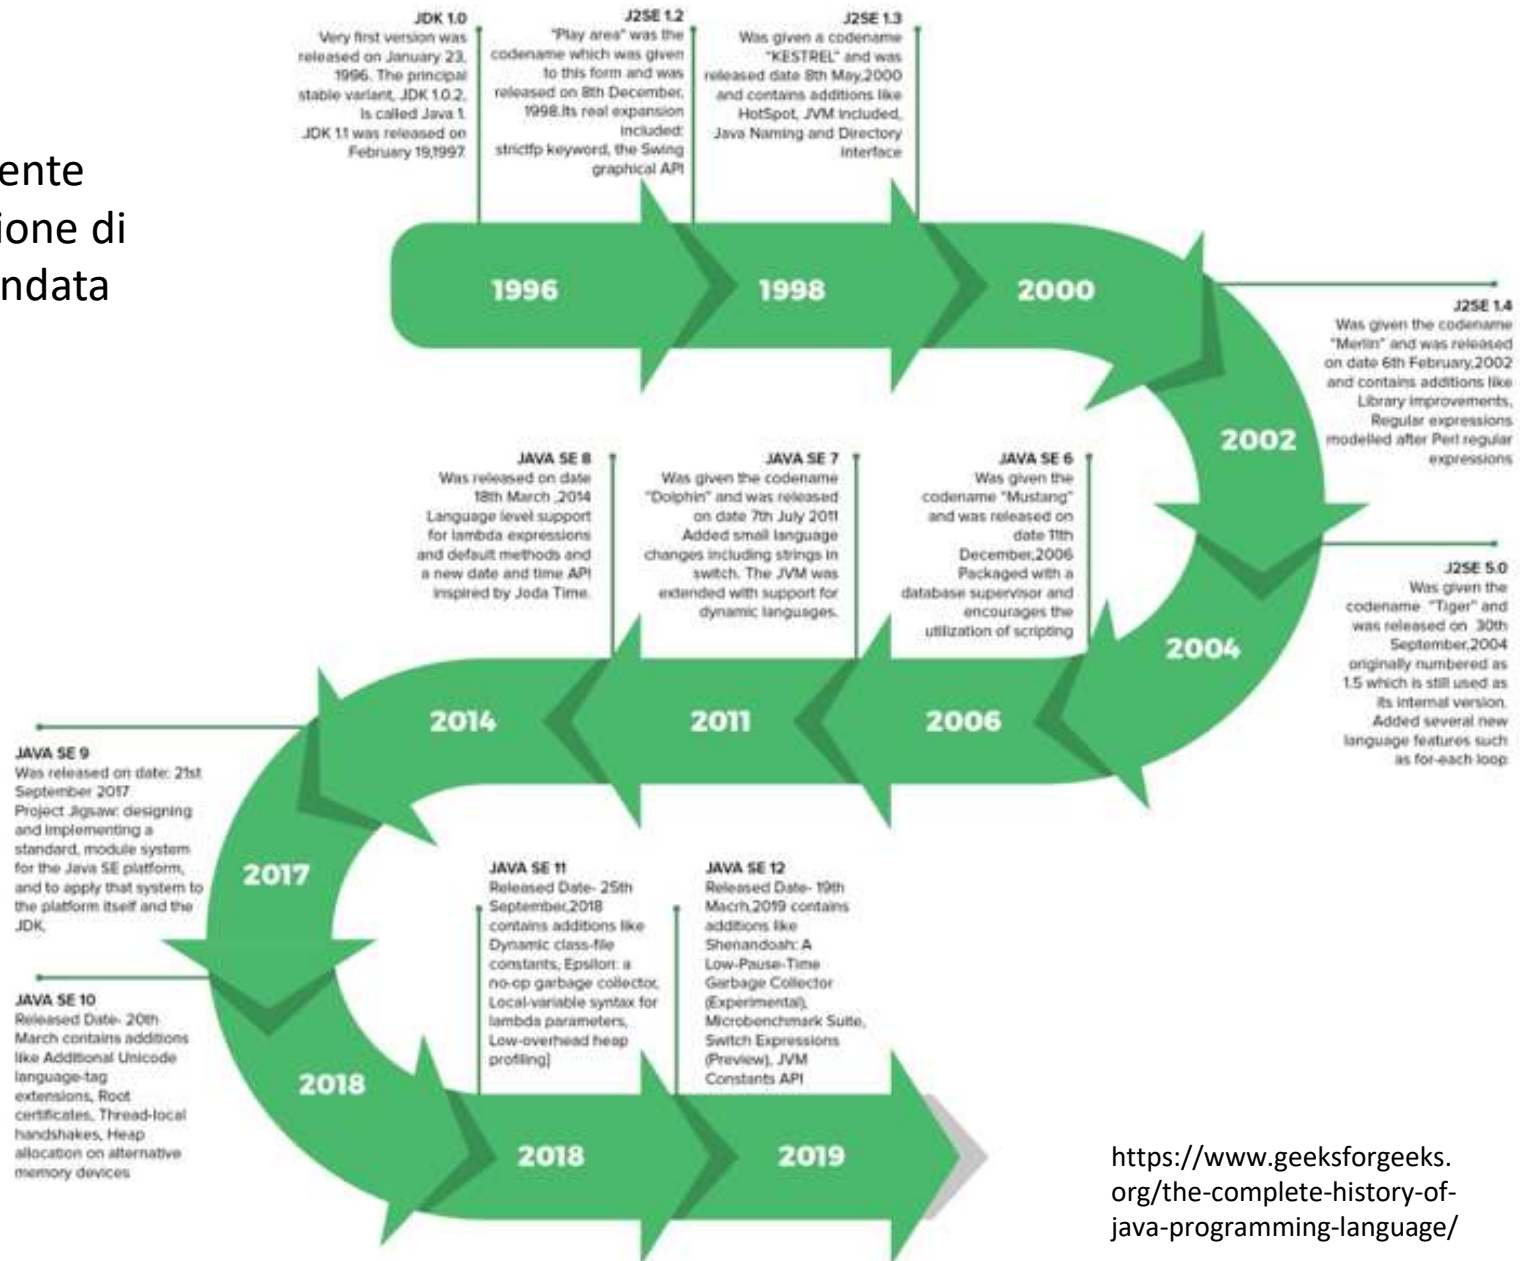 ente
ione di
ndata
JDK 1.0
Very first version was
released on January 23,
1996. The principal
stable variant, JDK 1.0.2,
is called Java 1.
JDK 1.1 was released on
February 19,1997.
J2SE 1.2
"Play area" was the
codename which was given
to this form and was
released on 8th December,
1998.Its real expansion
included:
strictfp keyword, the Swing
graphical API
J2SE 1.3
Was given a codename
"KESTREL" and was
released date 8th May,2000
and contains additions like
HotSpot, JVM included,
Java Naming and Directory
Interface
1996
1998
2000
J2SE 1.4
Was given the codename
"Merlin" and was released
on date 6th February,2002
and contains additions like
Library improvements,
Regular expressions
modelled after Perl regular
expressions
2002
J2SE 5.0
Was given the
codename "Tiger" and
was released on 30th
September,2004
originally numbered as
1.5 which is still used as
its internal version.
Added several new
language features such
as for-each loop
2004
JAVA SE 6
Was given the
codename "Mustang"
and was released on
date 11th
December,2006
Packaged with a
database supervisor and
encourages the
utilization of scripting
2006
JAVA SE 7
Was given the codename
"Dolphin" and was released
on date 7th July 2011
Added small language
changes including strings in
switch. The JVM was
extended with support for
dynamic languages.
2011
JAVA SE 8
Was released on date
18th March ,2014
Language level support
for lambda expressions
and default methods and
a new date and time API
inspired by Joda Time.
2014
JAVA SE 9
Was released on date: 21st
September 2017
Project Jigsaw: designing
and implementing a
standard, module system
for the Java SE platform,
and to apply that system to
the platform itself and the
JDK,
2017
JAVA SE 10
Released Date- 20th
March contains additions
like Additional Unicode
language-tag
extensions, Root
certificates, Thread-local
handshakes, Heap
allocation on alternative
memory devices
2018
JAVA SE 11
Released Date- 25th
September,2018
contains additions like
Dynamic class-file
constants, Epsilon: a
no-op garbage collector,
Local-variable syntax for
lambda parameters,
Low-overhead heap
profiling]
2018
JAVA SE 12
Released Date- 19th
Macrh,2019 contains
additions like
Shenandoah: A
Low-Pause-Time
Garbage Collector
(Experimental),
Microbenchmark Suite,
Switch Expressions
(Preview), JVM
Constants API
2019
https://www.geeksforgeeks.
org/the-complete-history-of-
java-programming-language/